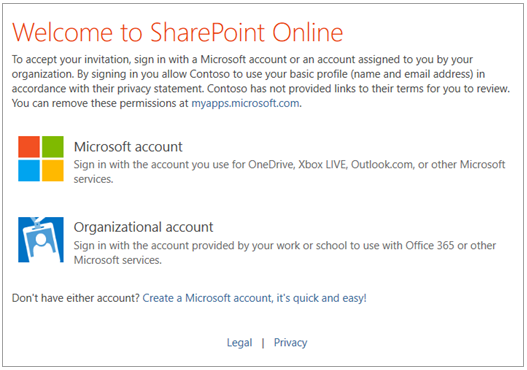 Welcome to SharePoint Online
To accept your invitation, sign in with a Microsoft account or an account assigned to you by your
organization. By signing in you allow Contoso to use your basic profile (name and email address) in
accordance with their privacy statement. Contoso has not provided links to their terms for you to review.
You can remove these permissions at myapps.microsoft.com.
Microsoft account
Sign in with the account you use for OneDrive, Xbox LIVE, Outlook.com, or other Microsoft
services.
Organizational account
Sign in with the account provided by your work or school to use with Office 365 or other
Microsoft services.
Don't have either account? Create a Microsoft account, it's quick and easy!
Legal | Privacy